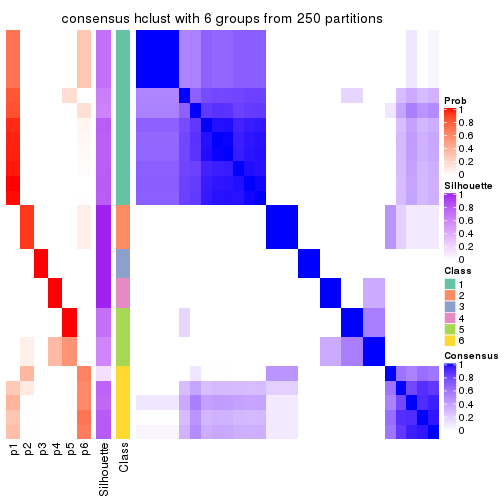 consensus hclust with 6 groups from 250 partitions
Prob
1
0.8
0.6
0.4
0.2
0
Silhouette
1
0.8
0.6
0.4
0.2
0
Class
1
2
3
4
5
6
Consensus
1
0.8
0.6
0.4
0.2
0
p1
p2
p3
p4
p5
p6
Silhouette
Class